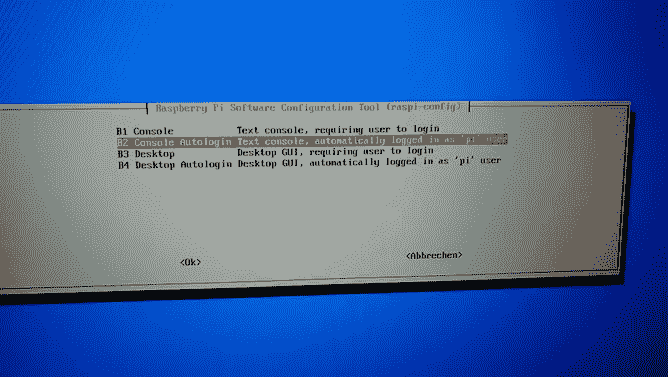 Raspberry Pi Software Configuration Tool (raspi-config)
B1 Console Text console, requiring user to login
B2 Console Autologin Text console, automatically logged in as 'pi' user
B3 Desktop Desktop GUI, requiring user to login
B4 Desktop Autologin Desktop GUI, automatically logged in as 'pi' user
<Ok> <Abbrechen>